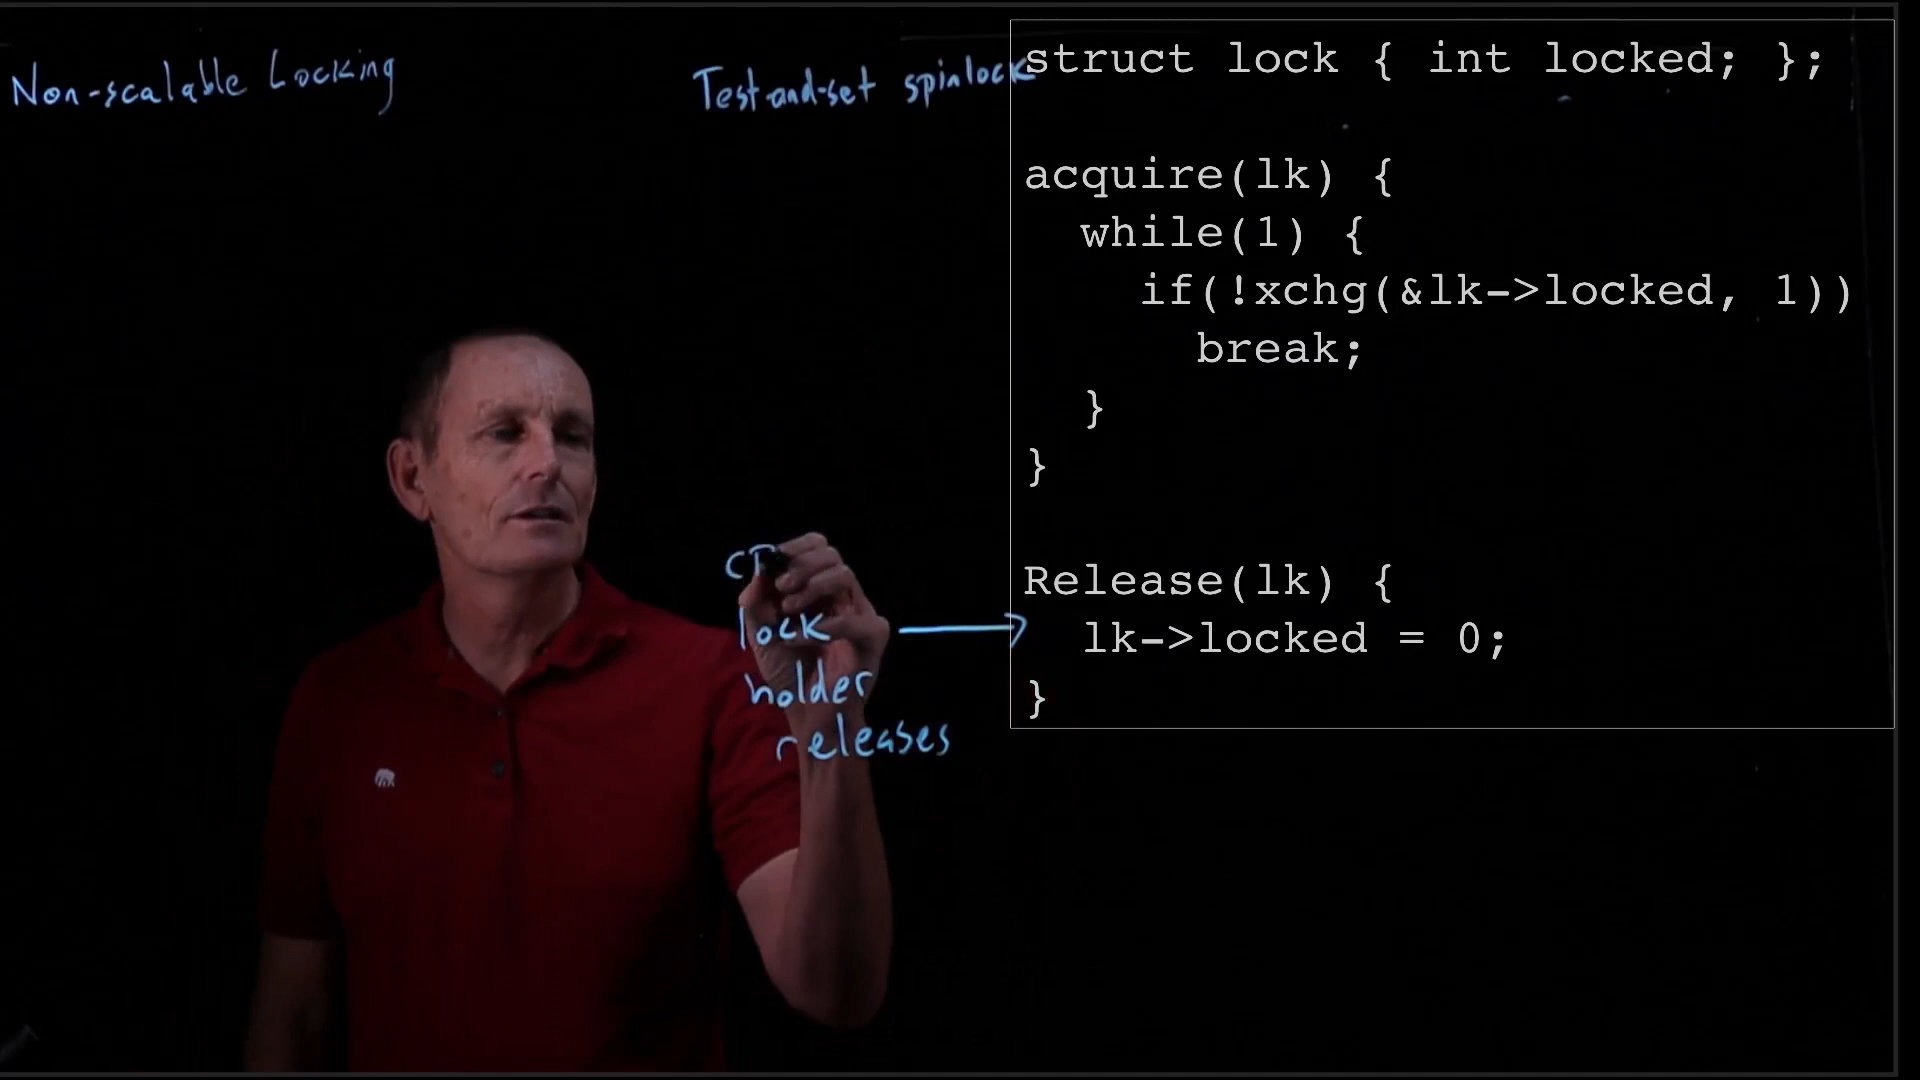 Non-scalable Locking
Test-and-set spinlock
struct lock { int locked; };
acquire(lk) {
while(1) {
if(!xchg(&lk->locked, 1))
break;
}
}
Release(lk) {
lk->locked = 0;
}
lock
holder
releases